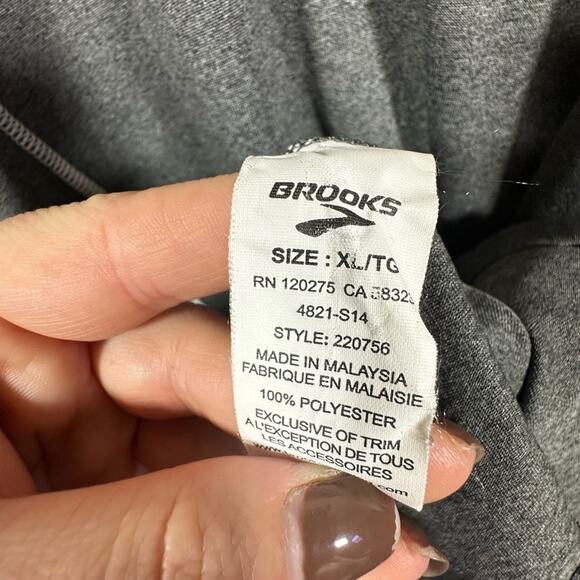 BROOKS
SIZE : XL/TG
RN 120275 CA
4821-S14
STYLE: 220756
MADE IN MALAYSIA
FABRIQUE EN MALAISIE
100% POLYESTER
EXCLUSIVE OF TRIM
A L'EXCEPTION DE TOUS
LES ACCESSOIRES